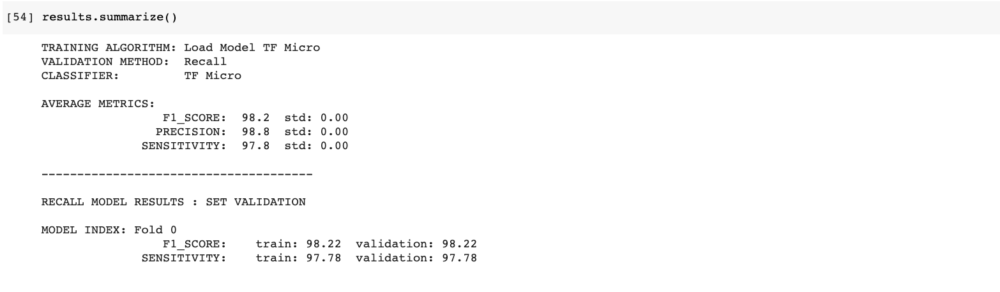 [54] results.summarize()
TRAINING ALGORITHM: Load Model TF Micro
VALIDATION METHOD:  Recall
CLASSIFIER:         TF Micro
AVERAGE METRICS:
F1_SCORE:  98.2  std: 0.00
PRECISION:  98.8  std: 0.00
SENSITIVITY:  97.8  std: 0.00
--------------------------------------
RECALL MODEL RESULTS : SET VALIDATION
MODEL INDEX: Fold 0
F1_SCORE:    train: 98.22  validation: 98.22
SENSITIVITY:    train: 97.78  validation: 97.78